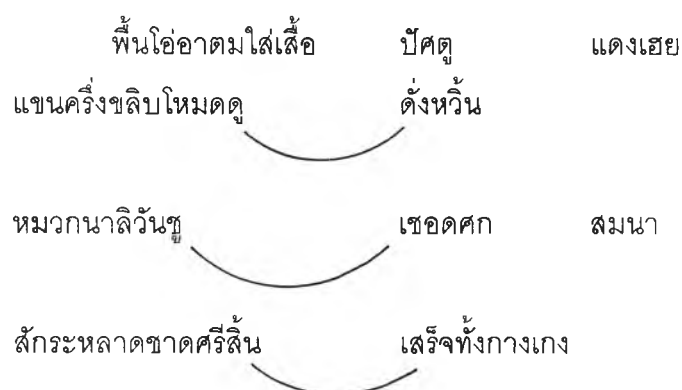 พื้นโอ่อาตมใส่เสื้อ ปัศตู แดงเฮย
แขนครึ่งขลิบโหมดดู ดั่งหวิ้น
หมวกนาลิวันชู เชอดศก สมนา
สักระหลาดชาดศรีสิ้น เสร็จทั้งกางเกง